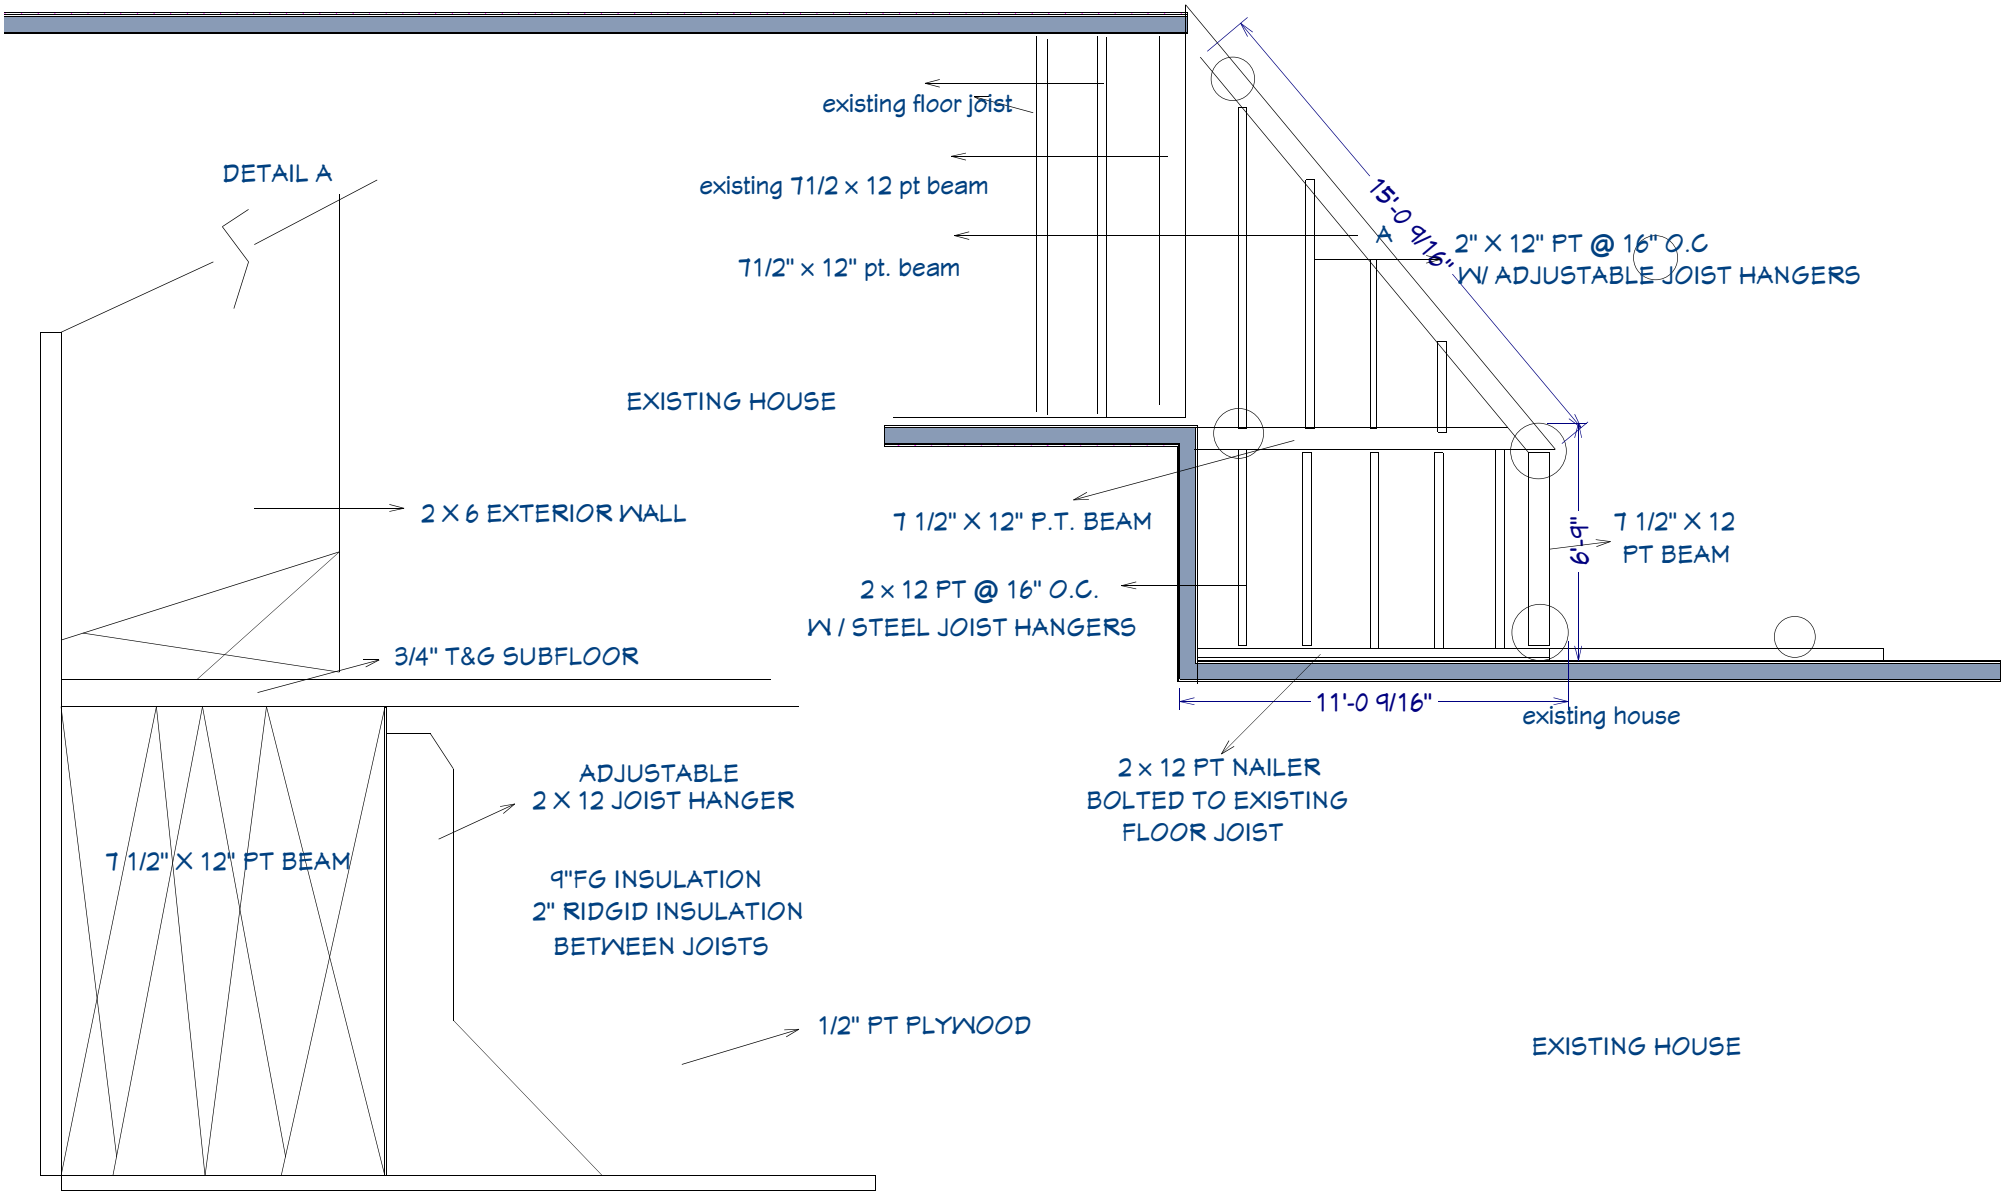 existing floor joist
DETAIL A
existing 71/2 x 12 pt beam
15'-0 9/16"
A
2" X 12" PT @ 16" O.C
W/ ADJUSTABLE JOIST HANGERS
71/2" x 12" pt. beam
EXISTING HOUSE
2 X 6 EXTERIOR WALL
7 1/2" X 12" P.T. BEAM
6'-9"
7 1/2" X 12
PT BEAM
2 x 12 PT @ 16" O.C.
W / STEEL JOIST HANGERS
3/4" T&G SUBFLOOR
11'-0 9/16"
existing house
ADJUSTABLE
2 X 12 JOIST HANGER
2 x 12 PT NAILER
BOLTED TO EXISTING
FLOOR JOIST
7 1/2" X 12" PT BEAM
9"FG INSULATION
2" RIDGID INSULATION
BETWEEN JOISTS
1/2" PT PLYWOOD
EXISTING HOUSE